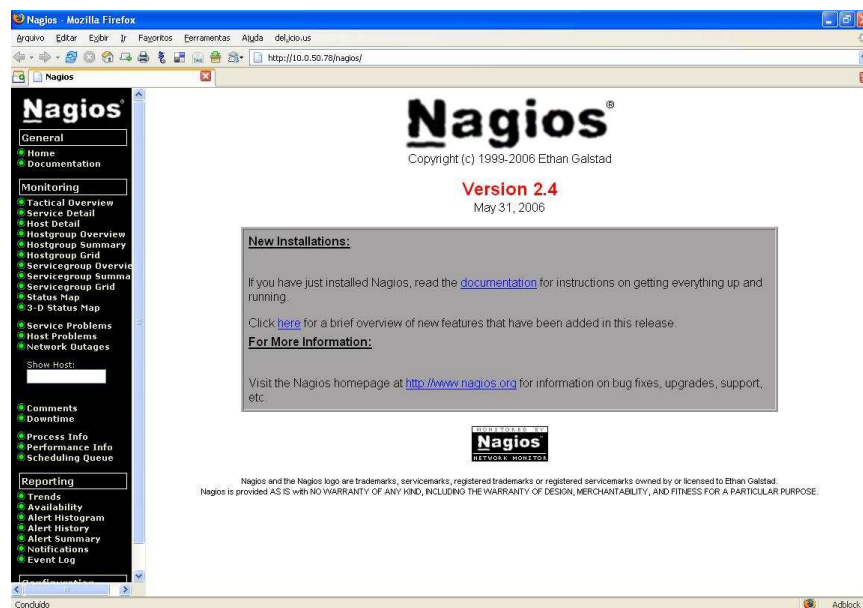 Nagios - Mozilla Firefox
Arquivo Editar Exibir Ir Favoritos Ferramentas Ajuda del.icio.us
http://10.0.50.78/nagios/
Nagios
Nagios®
General
Home
Documentation
Monitoring
Tactical Overview
Service Detail
Host Detail
Hostgroup Overview
Hostgroup Summary
Hostgroup Grid
Servicegroup Overvie
Servicegroup Summa
Servicegroup Grid
Status Map
3-D Status Map
Service Problems
Host Problems
Network Outages
Show Host:
Comments
Downtime
Process Info
Performance Info
Scheduling Queue
Reporting
Trends
Availability
Alert Histogram
Alert History
Alert Summary
Notifications
Event Log
Configuration
Nagios®
Copyright (c) 1999-2006 Ethan Galstad
Version 2.4
May 31, 2006
New Installations:
If you have just installed Nagios, read the documentation for instructions on getting everything up and
running.
Click here for a brief overview of new features that have been added in this release.
For More Information:
Visit the Nagios homepage at http://www.nagios.org for information on bug fixes, upgrades, support,
etc.
MONITORED BY
Nagios
NETWORK MONITOR
Nagios and the Nagios logo are trademarks, servicemarks, registered trademarks or registered servicemarks owned by or licensed to Ethan Galstad.
Nagios is provided AS IS with NO WARRANTY OF ANY KIND, INCLUDING THE WARRANTY OF DESIGN, MERCHANTABILITY, AND FITNESS FOR A PARTICULAR PURPOSE.
Concluído
Adblock